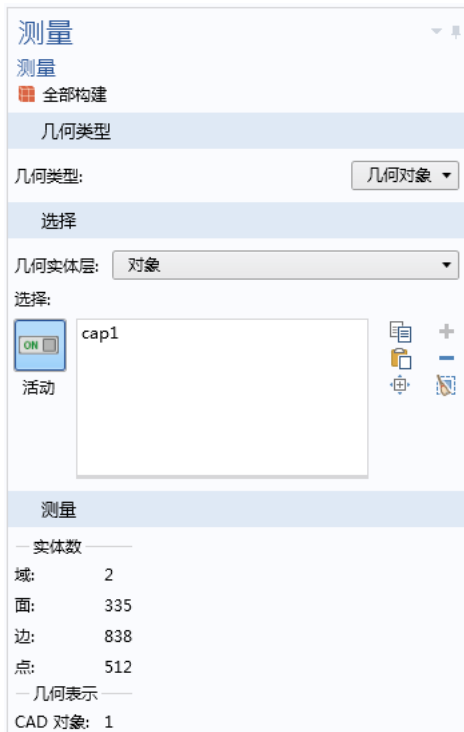 测量
测量
全部构建
几何类型
几何类型: 几何对象
选择
几何实体层: 对象
选择:
ON
cap1
活动
测量
实体数
域: 2
面: 335
边: 838
点: 512
几何表示
CAD 对象: 1